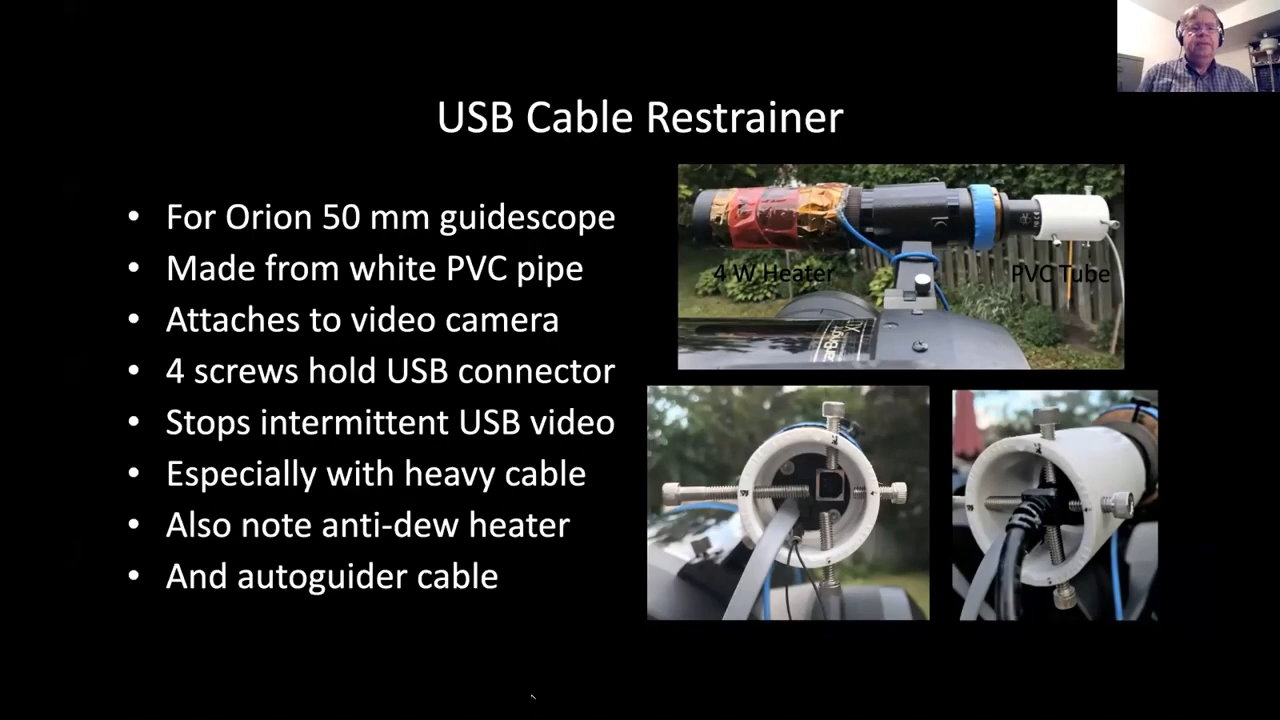 USB Cable Restrainer
• For Orion 50 mm guidescope
• Made from white PVC pipe
• Attaches to video camera
• 4 screws hold USB connector
• Stops intermittent USB video
• Especially with heavy cable
• Also note anti-dew heater
• And autoguider cable
4 W Heater
PVC Tube